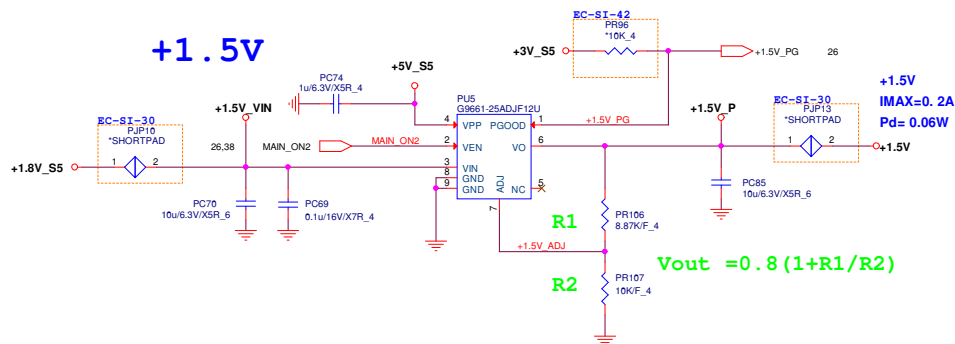 +1.5V
EC-SI-42
PR96
*10K_4
+3V_S5
+1.5V_PG
26
+5V_S5
PC74
1u/6.3V/X5R_4
PU5
G9661-25ADJF12U
+1.5V
IMAX=0.2A
Pd= 0.06W
+1.5V_VIN
EC-SI-30
PJP10
*SHORTPAD
1
2
+1.8V_S5
26,38
MAIN_ON2
MAIN_ON2
4
VPP
PGOOD
1
+1.5V_PG
2
VEN
VO
6
3
VIN
8
GND
9
GND
ADJ
NC
5
7
+1.5V_P
EC-SI-30
PJP13
*SHORTPAD
1
2
+1.5V
PC70
10u/6.3V/X5R_6
PC69
0.1u/16V/X7R_4
PC85
10u/6.3V/X5R_6
R1
PR106
8.87K/F_4
+1.5V_ADJ
Vout =0.8(1+R1/R2)
R2
PR107
10K/F_4